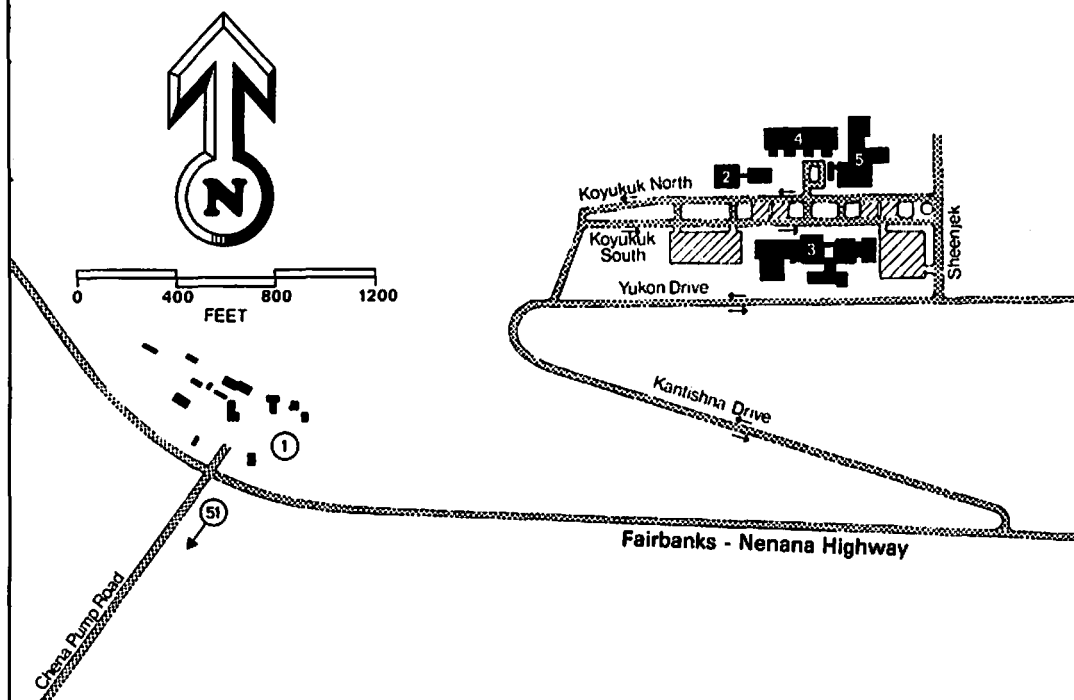 N
0 400 800 1200
FEET
4
5
2
Koyukuk North
Koyukuk
South
3
Sheenjek
Yukon Drive
Kantishna Drive
1
51
Fairbanks - Nenana Highway
Chena Pump Road